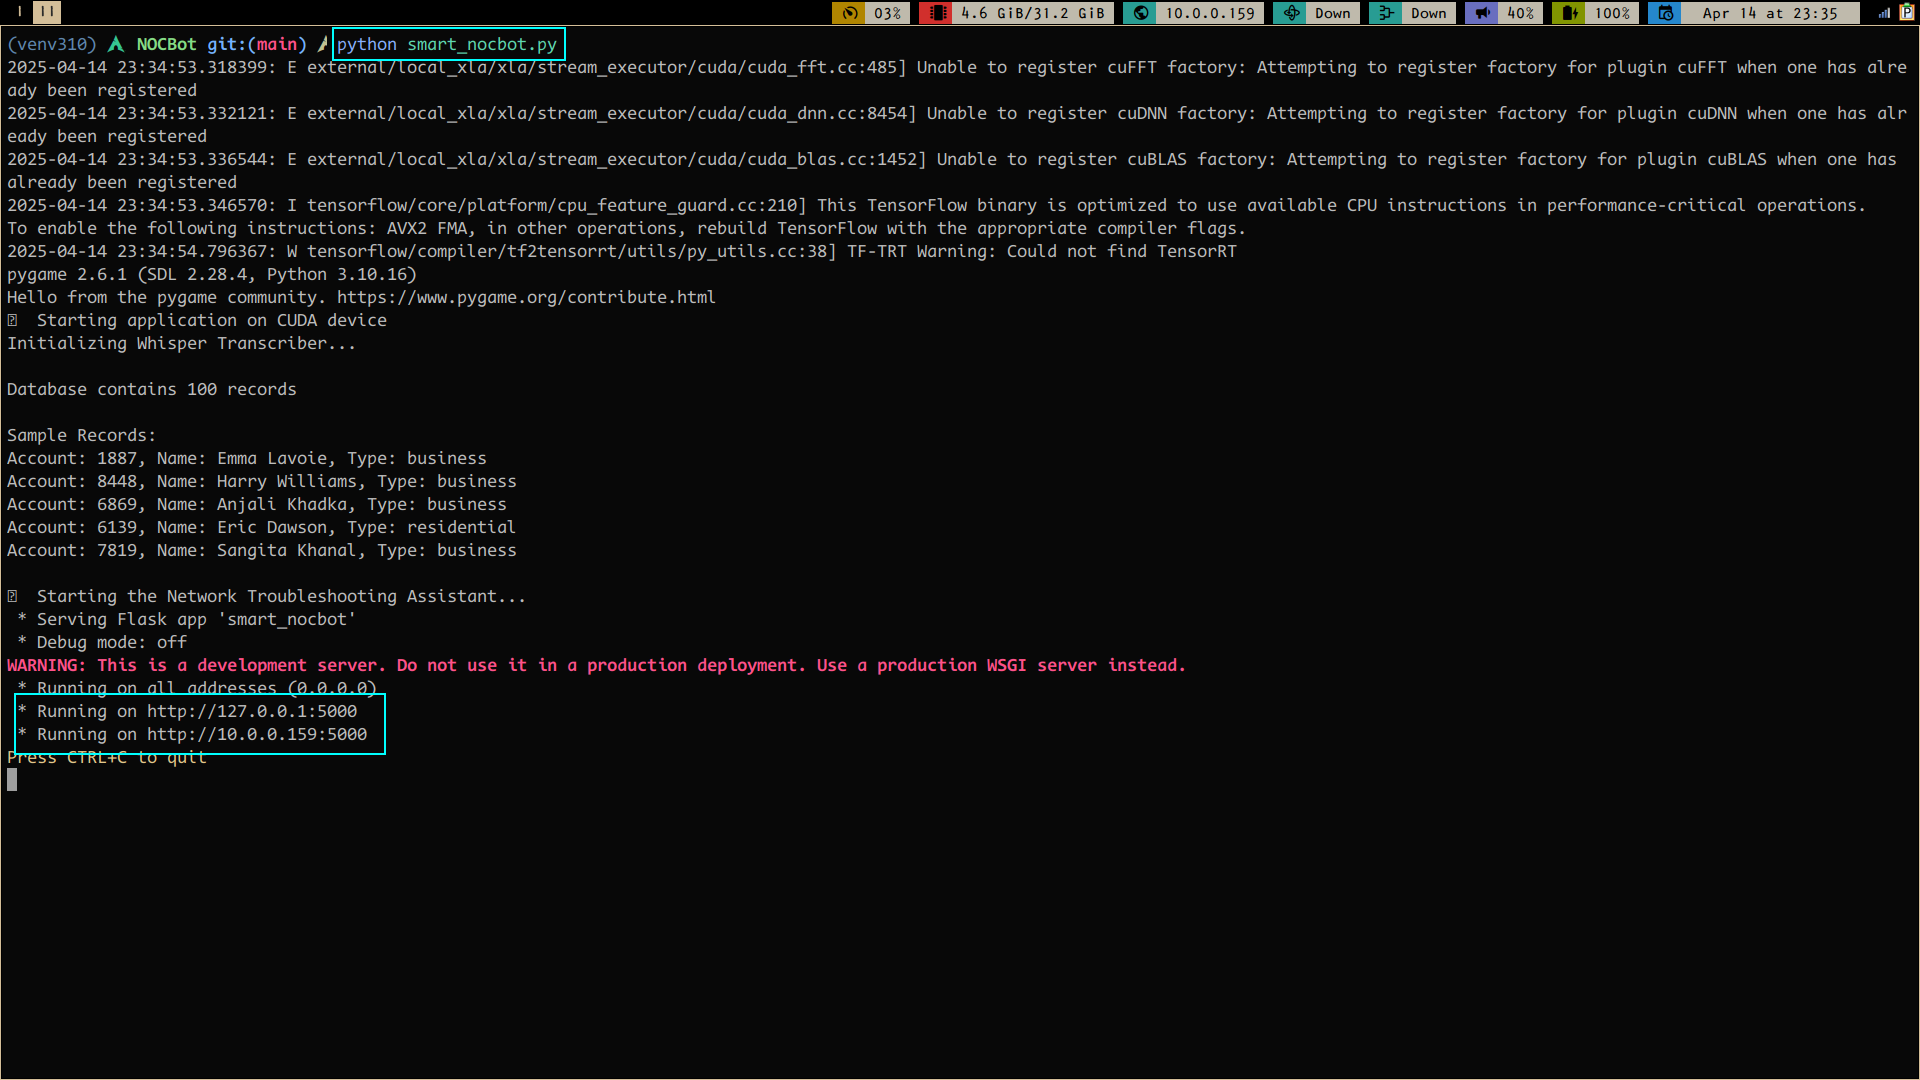 I II 03% 4.6 GiB/31.2 GiB 10.0.0.159 Down Down 40% 100% Apr 14 at 23:35 P
(venv310) NOCBot git:(main) python smart_nocbot.py
2025-04-14 23:34:53.318399: E external/local_xla/xla/stream_executor/cuda/cuda_fft.cc:485] Unable to register cuFFT factory: Attempting to register factory for plugin cuFFT when one has alre
ady been registered
2025-04-14 23:34:53.332121: E external/local_xla/xla/stream_executor/cuda/cuda_dnn.cc:8454] Unable to register cuDNN factory: Attempting to register factory for plugin cuDNN when one has alr
eady been registered
2025-04-14 23:34:53.336544: E external/local_xla/xla/stream_executor/cuda/cuda_blas.cc:1452] Unable to register cuBLAS factory: Attempting to register factory for plugin cuBLAS when one has
already been registered
2025-04-14 23:34:53.346570: I tensorflow/core/platform/cpu_feature_guard.cc:210] This TensorFlow binary is optimized to use available CPU instructions in performance-critical operations.
To enable the following instructions: AVX2 FMA, in other operations, rebuild TensorFlow with the appropriate compiler flags.
2025-04-14 23:34:54.796367: W tensorflow/compiler/tf2tensorrt/utils/py_utils.cc:38] TF-TRT Warning: Could not find TensorRT
pygame 2.6.1 (SDL 2.28.4, Python 3.10.16)
Hello from the pygame community. https://www.pygame.org/contribute.html
Starting application on CUDA device
Initializing Whisper Transcriber...
Database contains 100 records
Sample Records:
Account: 1887, Name: Emma Lavoie, Type: business
Account: 8448, Name: Harry Williams, Type: business
Account: 6869, Name: Anjali Khadka, Type: business
Account: 6139, Name: Eric Dawson, Type: residential
Account: 7819, Name: Sangita Khanal, Type: business
Starting the Network Troubleshooting Assistant...
* Serving Flask app 'smart_nocbot'
* Debug mode: off
WARNING: This is a development server. Do not use it in a production deployment. Use a production WSGI server instead.
* Running on all addresses (0.0.0.0)
* Running on http://127.0.0.1:5000
* Running on http://10.0.0.159:5000
Press CTRL+C to quit